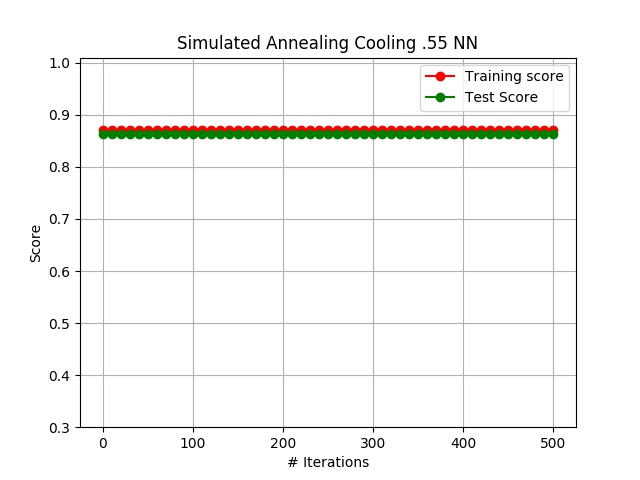 Simulated Annealing Cooling .55 NN
Training score
Test Score
1.0
0.9
0.8
0.7
0.6
0.5
0.4
0.3
Score
0 100 200 300 400 500
# Iterations